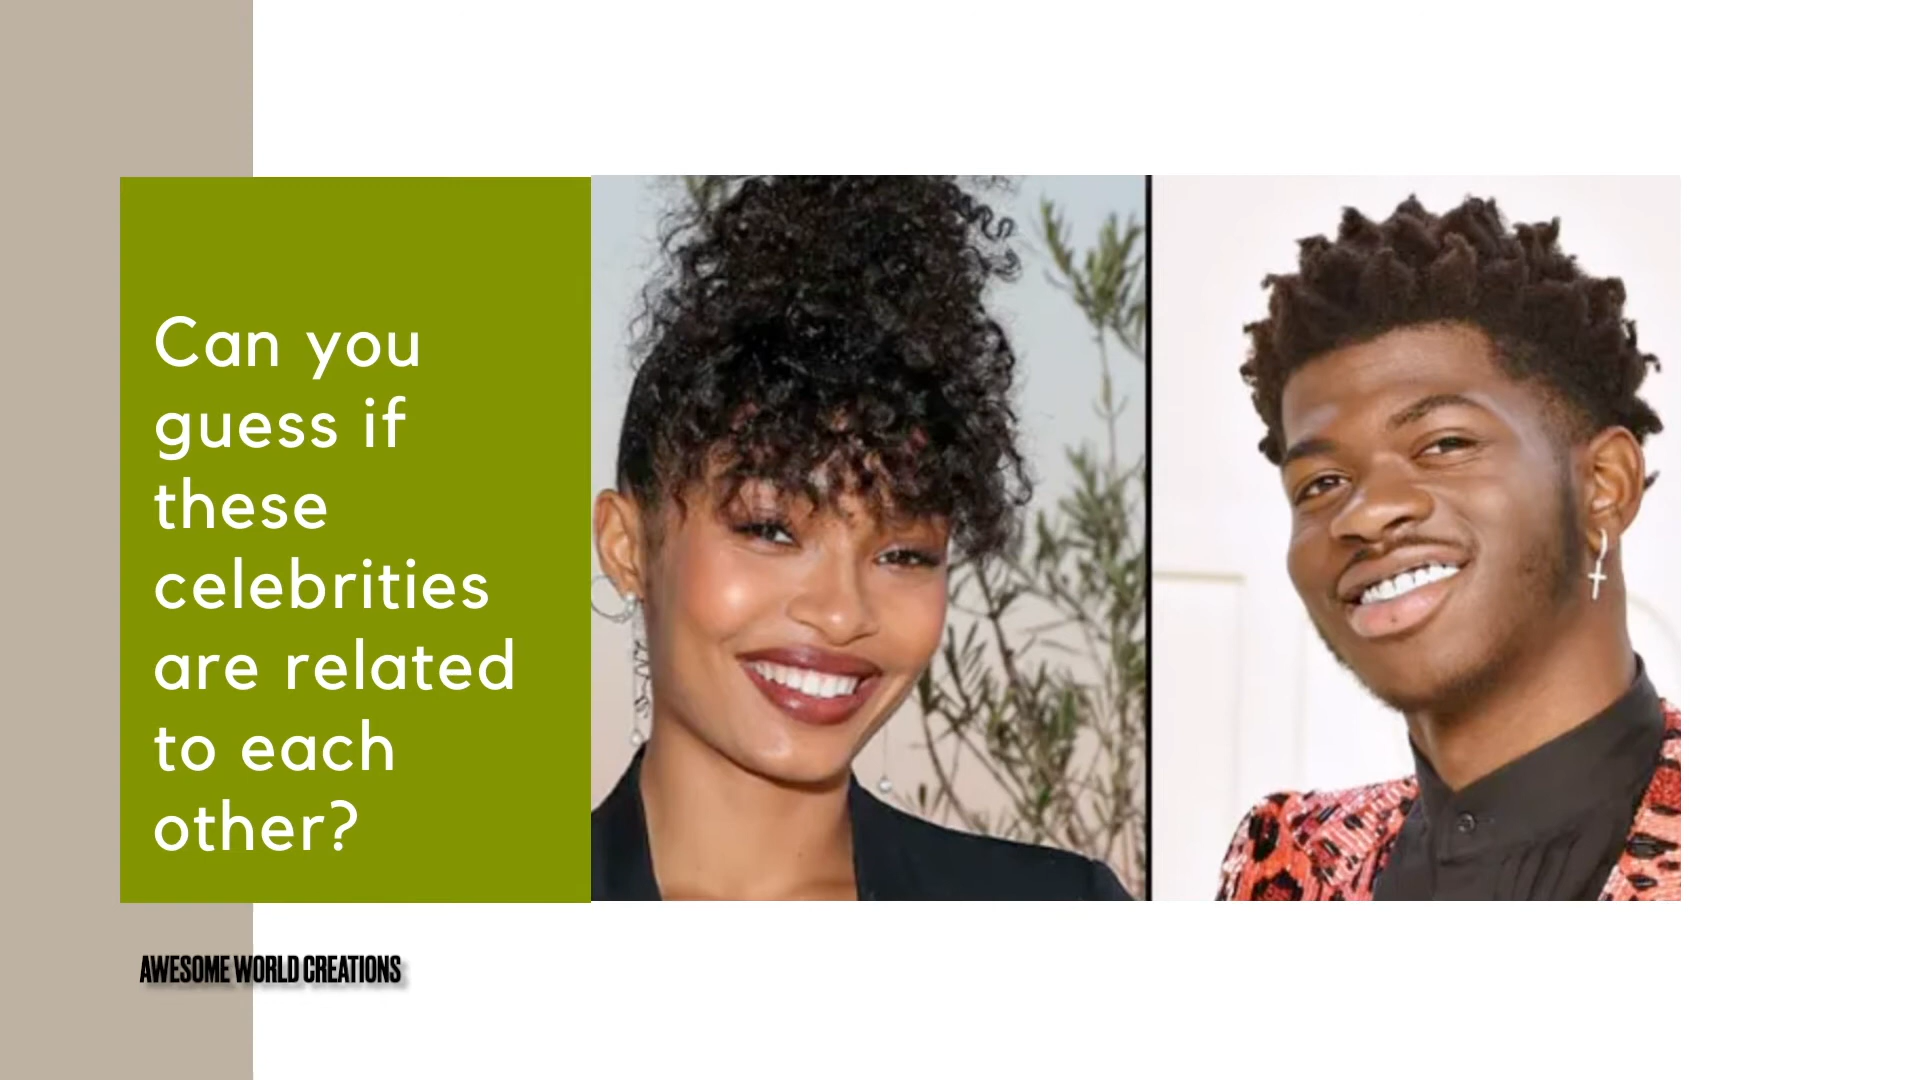 Can you
guess if
these
celebrities
are related
to each
other?
AWESOME WORLD CREATIONS